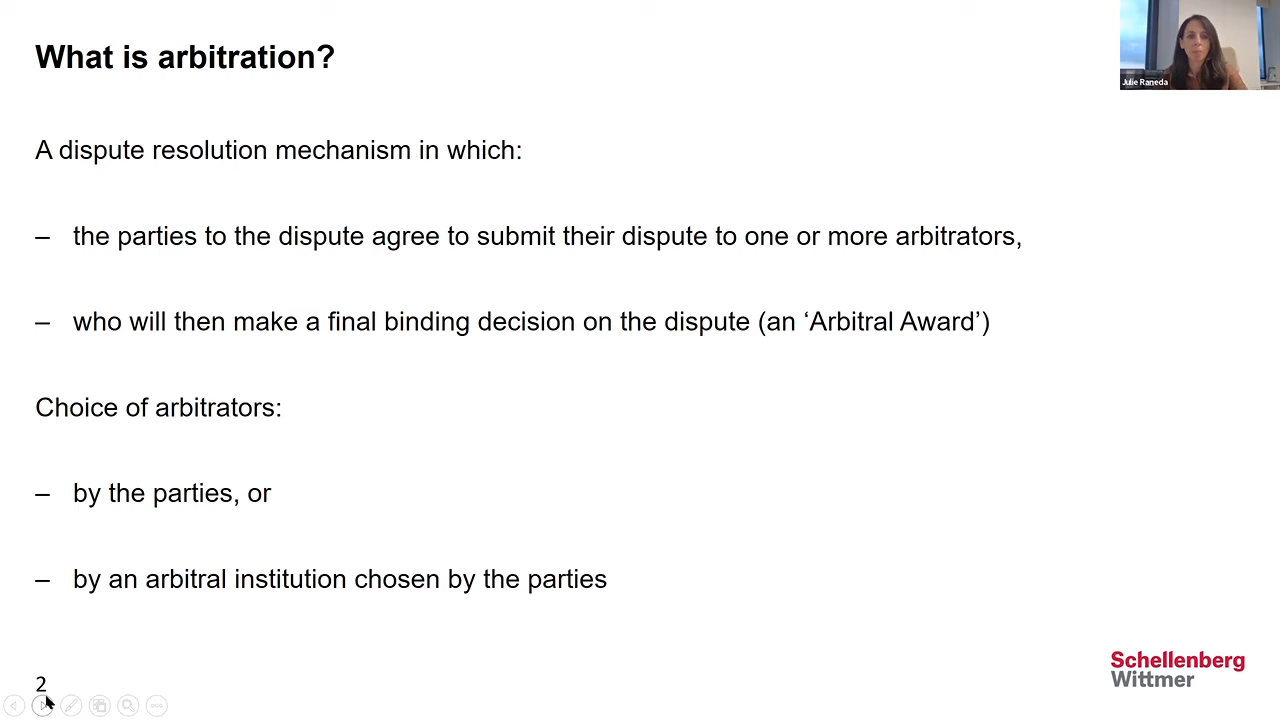 What is arbitration?
Julie Raneda
A dispute resolution mechanism in which:
– the parties to the dispute agree to submit their dispute to one or more arbitrators,
– who will then make a final binding decision on the dispute (an ‘Arbitral Award’)
Choice of arbitrators:
– by the parties, or
– by an arbitral institution chosen by the parties
Schellenberg
Wittmer
2